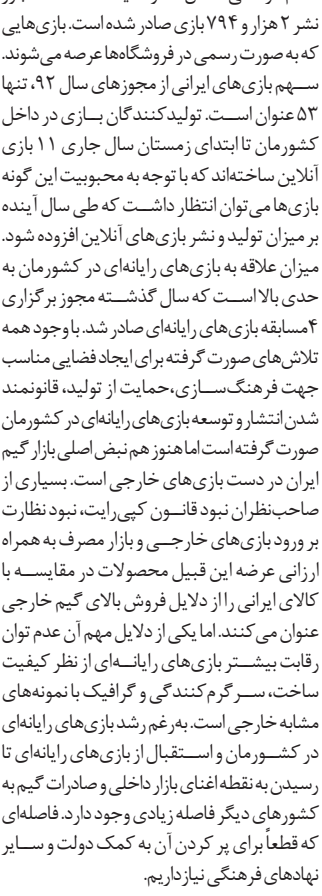 نشر ۲ هزار و ۷۹۴ بازی صادر شده است. بازی‌هایی
که به صورت رسمی در فروشگاه‌ها عرصه می‌شوند.
سهم بازی‌های ایرانی از مجوزهای سال ۹۲، تنها
۵۳ عنوان است. تولیدکنندگان بازی در داخل
کشورمان تا ابتدای زمستان سال جاری ۱۱ بازی
آنلاین ساخته‌اند که با توجه به محبوبیت این گونه
بازی‌ها می‌توان انتظار داشت که طی سال آینده
بر میزان تولید و نشر بازی‌های آنلاین افزوده شود.
میزان علاقه به بازی‌های رایانه‌ای در کشورمان به
حدی بالا است که سال گذشته مجوز برگزاری
۴مسابقه بازی‌های رایانه‌ای صادر شد. با وجود همه
تلاش‌های صورت گرفته برای ایجاد فضایی مناسب
جهت فرهنگ‌سازی،حمایت از تولید، قانونمند
شدن انتشار و توسعه بازی‌های رایانه‌ای در کشورمان
صورت گرفته است اما هنوز هم نبض اصلی بازار گیم
ایران در دست بازی‌های خارجی است. بسیاری از
صاحب‌نظران نبود قانون کپی‌رایت، نبود نظارت
بر ورود بازی‌های خارجی و بازار مصرف به همراه
ارزانی عرضه این قبیل محصولات در مقایسه با
کالای ایرانی را از دلایل فروش بالای گیم خارجی
عنوان می‌کنند. اما یکی از دلایل مهم آن عدم توان
رقابت بیشتر بازی‌های رایانه‌ای از نظر کیفیت
ساخت، سرگرم‌کنندگی و گرافیک با نمونه‌های
مشابه خارجی است. به‌رغم رشد بازی‌های رایانه‌ای
در کشورمان و استقبال از بازی‌های رایانه‌ای تا
رسیدن به نقطه اغنای بازار داخلی و صادرات گیم به
کشورهای دیگر فاصله زیادی وجود دارد. فاصله‌ای
که قطعاً برای پر کردن آن به کمک دولت و سایر
نهادهای فرهنگی نیاز داریم.